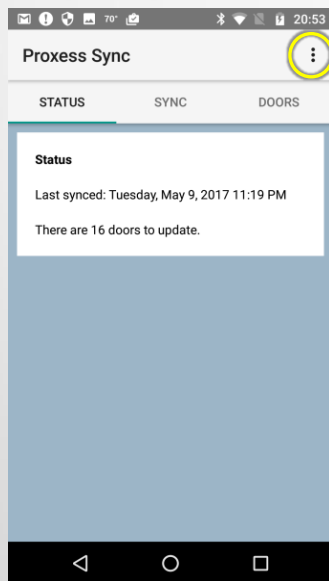 70° 20:53
Proxess Sync
STATUS SYNC DOORS
Status
Last synced: Tuesday, May 9, 2017 11:19 PM
There are 16 doors to update.